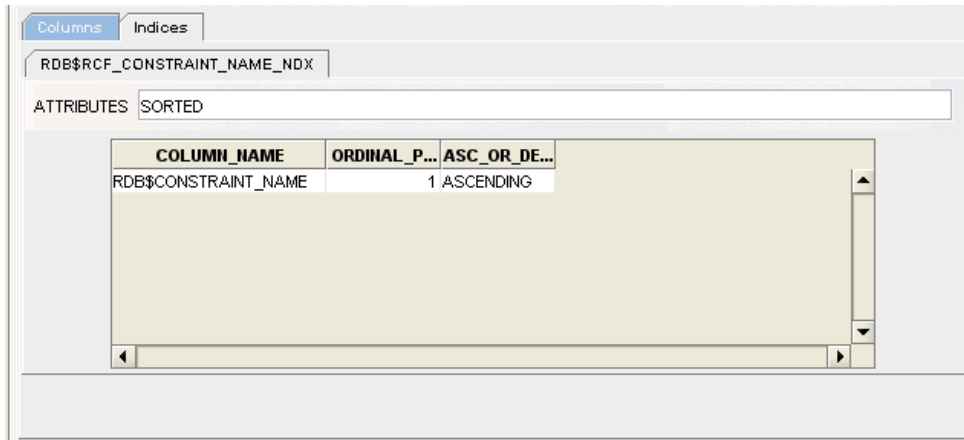 Columns Indices
RDB$RCF_CONSTRAINT_NAME_NDX
ATTRIBUTES SORTED
COLUMN_NAME ORDINAL_P... ASC_OR_DE...
RDB$CONSTRAINT_NAME 1 ASCENDING